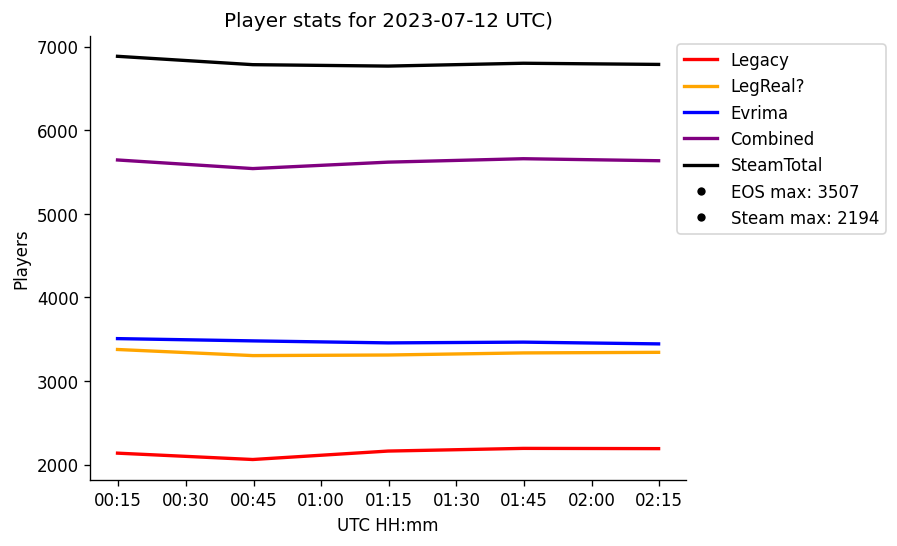 Player stats for 2023-07-12 UTC)
7000
6000
5000
4000
3000
2000
Players
00:15 00:30 00:45 01:00 01:15 01:30 01:45 02:00 02:15
UTC HH:mm
Legacy
LegReal?
Evrima
Combined
SteamTotal
EOS max: 3507
Steam max: 2194